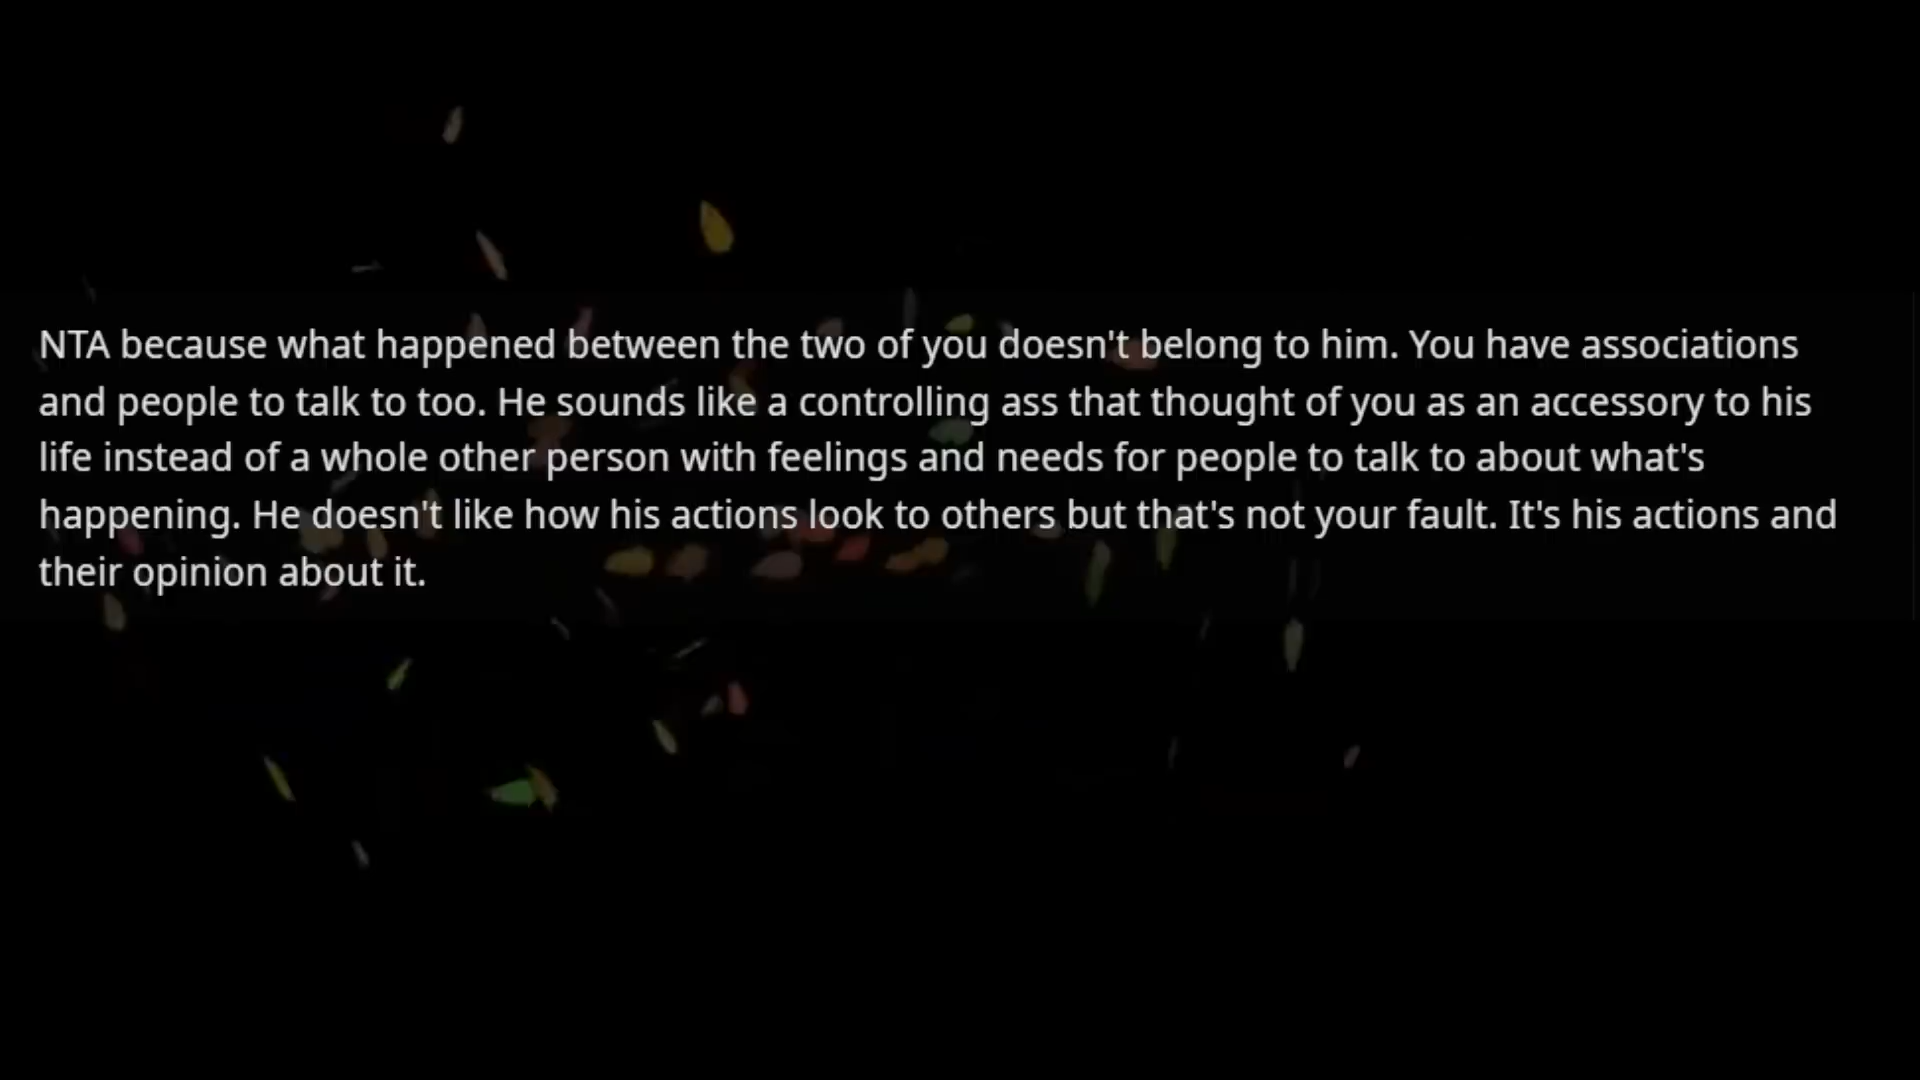 NTA because what happened between the two of you doesn't belong to him. You have associations
and people to talk to too. He sounds like a controlling ass that thought of you as an accessory to his
life instead of a whole other person with feelings and needs for people to talk to about what's
happening. He doesn't like how his actions look to others but that's not your fault. It's his actions and
their opinion about it.